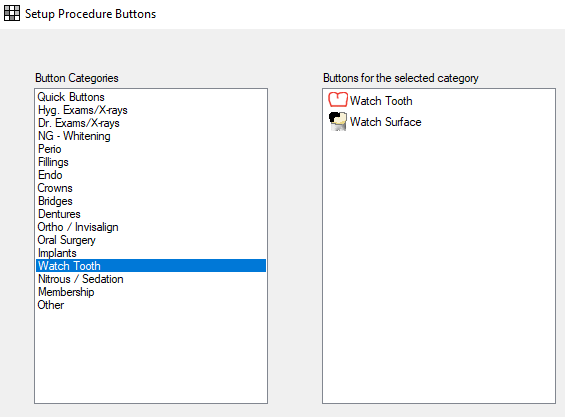 Setup Procedure Buttons
Button Categories
Quick Buttons
Hyg. Exams/X-rays
Dr. Exams/X-rays
NG - Whitening
Perio
Fillings
Endo
Crowns
Bridges
Dentures
Ortho / Invisalign
Oral Surgery
Implants
Watch Tooth
Nitrous / Sedation
Membership
Other
Buttons for the selected category
Watch Tooth
Watch Surface